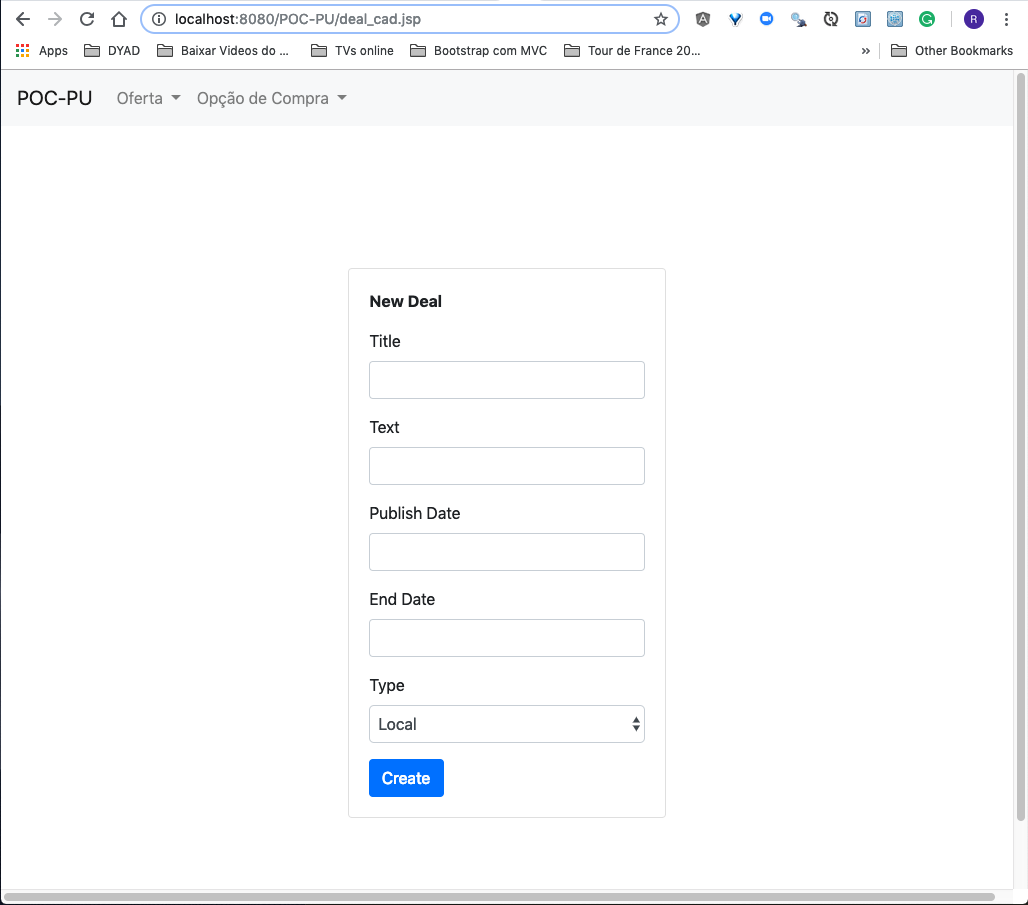 localhost:8080/POC-PU/deal_cad.jsp
R
Apps DYAD Baixar Videos do ... TVs online Bootstrap com MVC Tour de France 20... » Other Bookmarks
POC-PU Oferta Opção de Compra
New Deal
Title
Text
Publish Date
End Date
Type
Local
Create